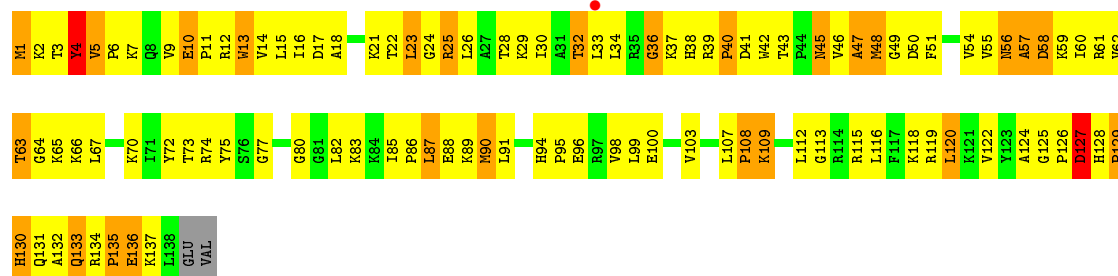 M1 K2 T3 Y4 V5 P6 K7 Q8 V9 E10 P11 R12 W13 V14 L15 I16 D17 A18 K21 T22 L23 G24 R25 L26 A27 T28 K29 I30 A31 T32 L33 L34 R35 G36 K37 H38 R39 P40 D41 W42 T43 P44 N45 V46 A47 M48 G49 D50 F51 V54 V55 N56 A57 D58 K59 I60 R61 V62
T63 G64 K65 K66 L67 K70 I71 Y72 T73 R74 Y75 S76 G77 G80 G81 L82 K83 K84 I85 P86 L87 E88 K89 M90 L91 H94 P95 E96 R97 V98 L99 E100 V103 L107 P108 K109 L112 G113 R114 R115 L116 F117 K118 R119 L120 K121 V122 Y123 A124 G125 P126 D127 H128 P129
H130 Q131 A132 Q133 R134 P135 E136 K137 L138 GLU VAL